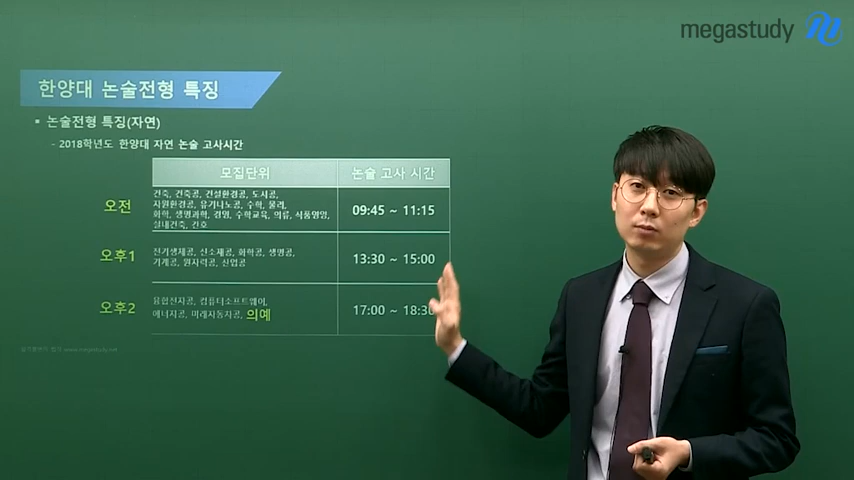 megastudy
한양대 논술전형 특징
▪ 논술전형 특징(자연)
- 2018학년도 한양대 자연 논술 고사시간
모집단위 논술 고사 시간
오전
건축, 건축공, 건설환경공, 도시공,
자원환경공, 유기나노공, 수학, 물리,
화학, 생명과학, 경영, 수학교육, 의류, 식품영양,
실내건축, 간호
09:45 ~ 11:15
오후1
전기생체공, 신소재공, 화학공, 생명공,
기계공, 원자력공, 산업공
13:30 ~ 15:00
오후2
융합전자공, 컴퓨터소프트웨어,
에너지공, 미래자동차공, 의예
17:00 ~ 18:30
www.megastudy.net